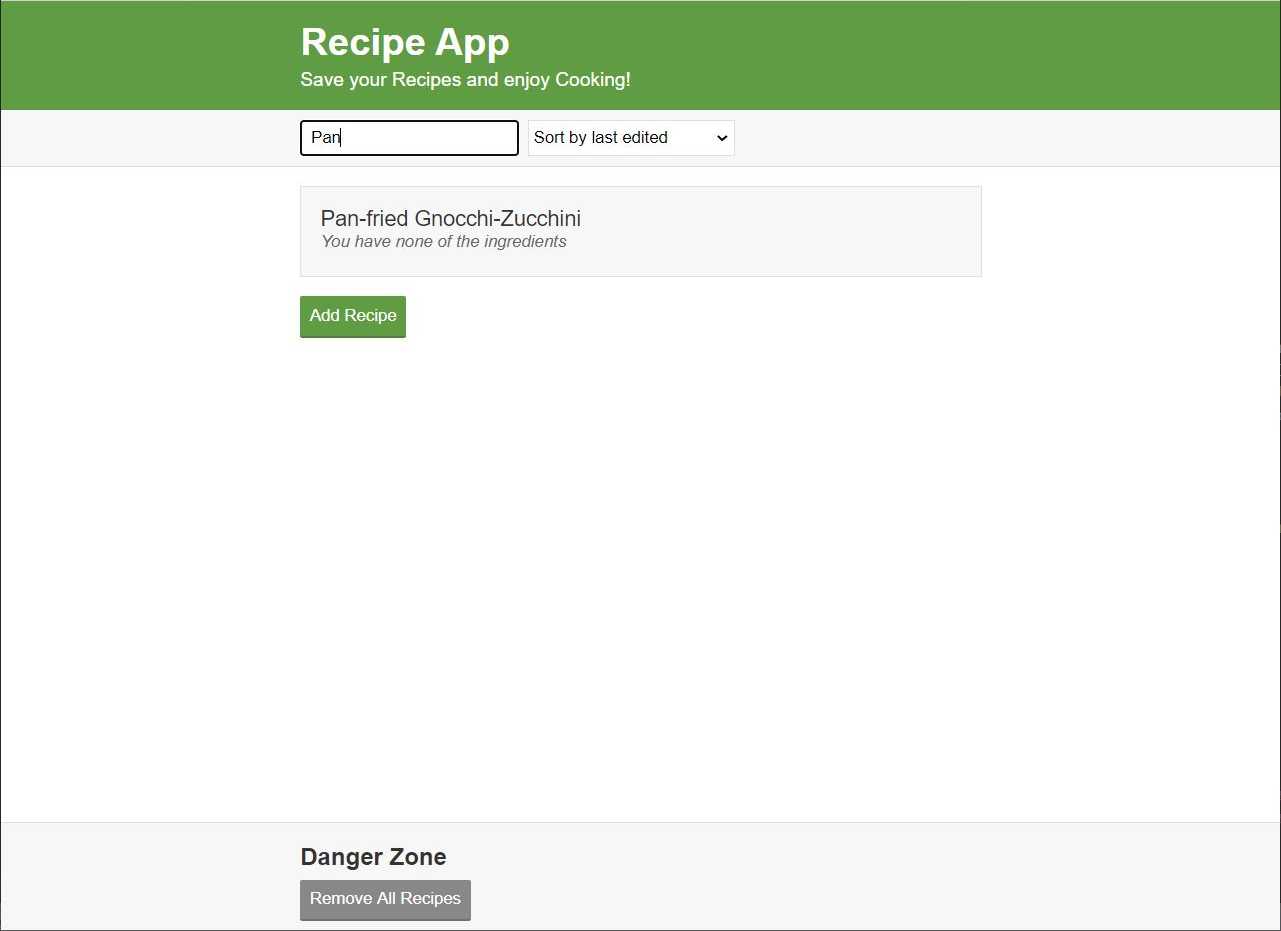 Recipe App
Save your Recipes and enjoy Cooking!
Pan
Sort by last edited
Pan-fried Gnocchi-Zucchini
You have none of the ingredients
Add Recipe
Danger Zone
Remove All Recipes